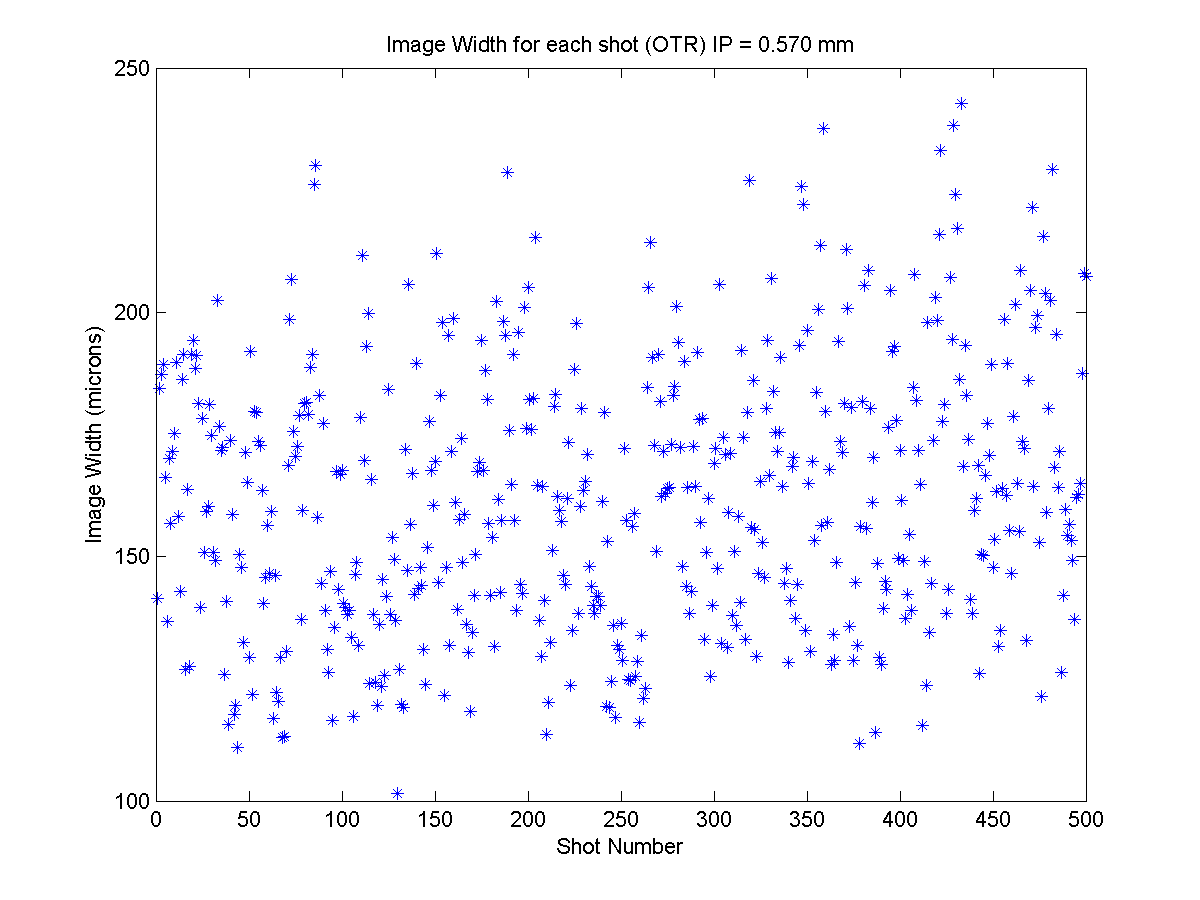 Image Width for each shot (OTR) IP = 0.570 mm
250
200
150
100
Image Width (microns)
0 50 100 150 200 250 300 350 400 450 500
Shot Number